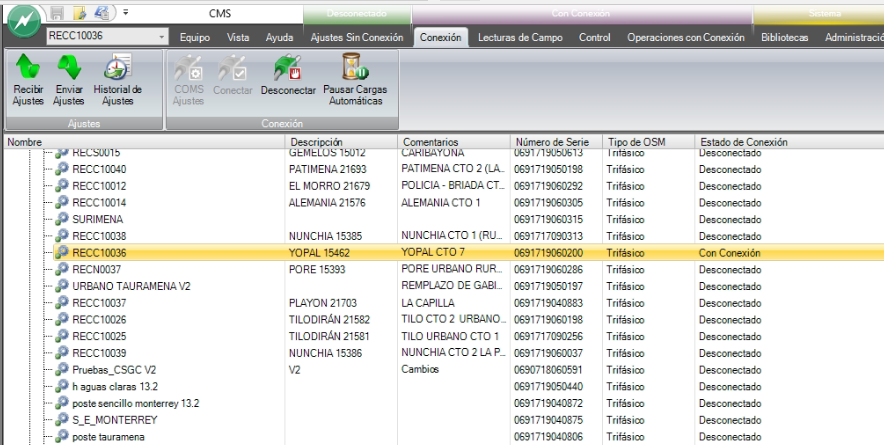 CMS
Desconectado
Con Conexión
Sistema
RECC10036
Equipo Vista Ayuda Ajustes Sin Conexión Conexión Lecturas de Campo Control Operaciones con Conexión Bibliotecas Administració
Recibir Ajustes Enviar Ajustes Historial de Ajustes COMS Ajustes Conectar Desconectar Pausar Cargas Automáticas
Ajustes Conexión
Nombre Descripción Comentarios Número de Serie Tipo de OSM Estado de Conexión
RECS0015 GEMELOS 15012 CARIBAYONA 0691719050613 Trifásico Desconectado
RECC10040 PATIMENA 21693 PATIMENA CTO 2 (LA... 0691719050198 Trifásico Desconectado
RECC10012 EL MORRO 21679 POLICIA - BRIADA CT... 0691719060292 Trifásico Desconectado
RECC10014 ALEMANIA 21576 ALEMANIA CTO 1 0691719060305 Trifásico Desconectado
SURIMENA 0691719060315 Trifásico Desconectado
RECC10038 NUNCHIA 15385 NUNCHIA CTO 1 (RU... 0691717090313 Trifásico Desconectado
RECC10036 YOPAL 15462 YOPAL CTO 7 0691719060200 Trifásico Con Conexión
RECN0037 PORE 15393 PORE URBANO RUR... 0691719060286 Trifásico Desconectado
URBANO TAURAMENA V2 REMPLAZO DE GABI... 0691719050197 Trifásico Desconectado
RECC10037 PLAYON 21703 LA CAPILLA 0691719040883 Trifásico Desconectado
RECC10026 TILODIRÁN 21582 TILO CTO 2 URBANO... 0691719060198 Trifásico Desconectado
RECC10025 TILODIRÁN 21581 TILO URBANO CTO 1 0691717090256 Trifásico Desconectado
RECC10039 NUNCHIA 15386 NUNCHIA CTO 2 LA P... 0691719060037 Trifásico Desconectado
Pruebas_CSGC V2 V2 Cambios 0690718060591 Trifásico Desconectado
h aguas claras 13.2 0691719050440 Trifásico Desconectado
poste sencillo monterrey 13.2 0691719040872 Trifásico Desconectado
S_E_MONTERREY 0691719040875 Trifásico Desconectado
poste tauramena 0691719040806 Trifásico Desconectado